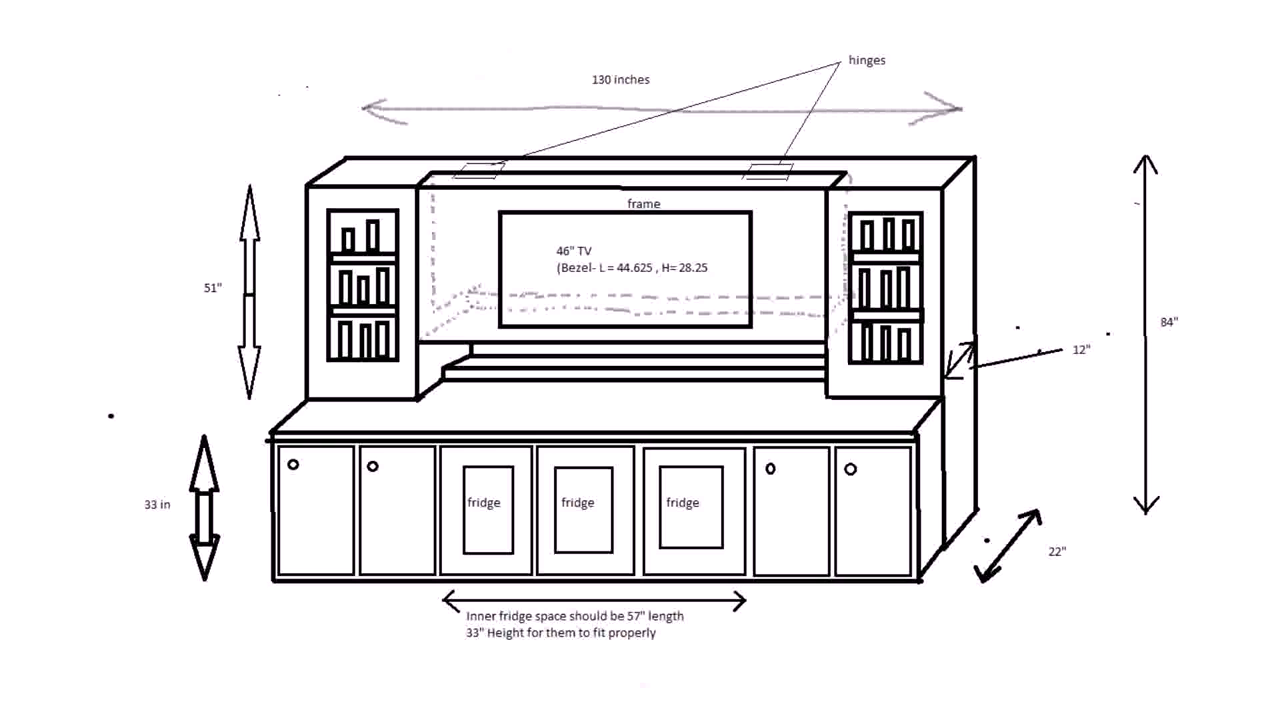 hinges
130 inches
frame
46" TV
(Bezel- L = 44.625 , H= 28.25
51"
84"
12"
33 in
fridge
fridge
fridge
22"
Inner fridge space should be 57" length
33" Height for them to fit properly